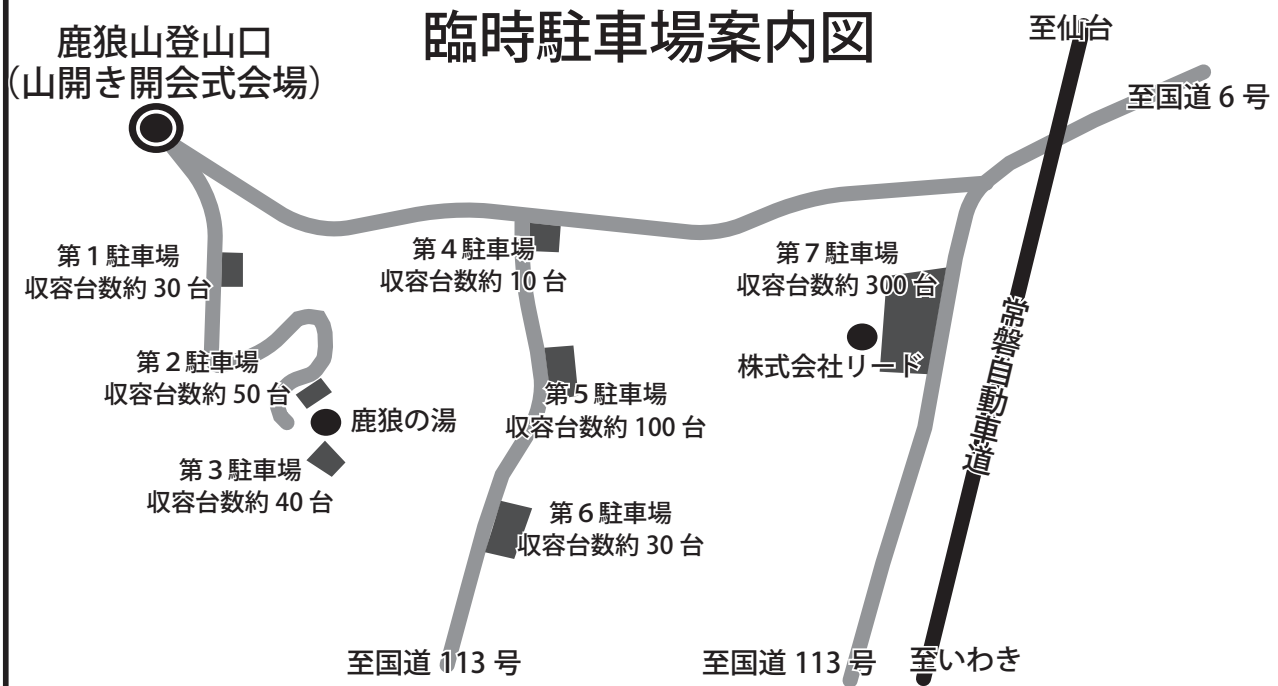 臨時駐車場案内図
鹿狼山登山口
（山開き開会式会場）
至仙台
至国道 6 号
第１駐車場
収容台数約 30 台
第４駐車場
収容台数約 10 台
第７駐車場
収容台数約 300 台
株式会社リード
常磐自動車道
第２駐車場
収容台数約 50 台
鹿狼の湯
第５駐車場
収容台数約 100 台
第３駐車場
収容台数約 40 台
第６駐車場
収容台数約 30 台
至国道 113 号
至国道 113 号
至いわき